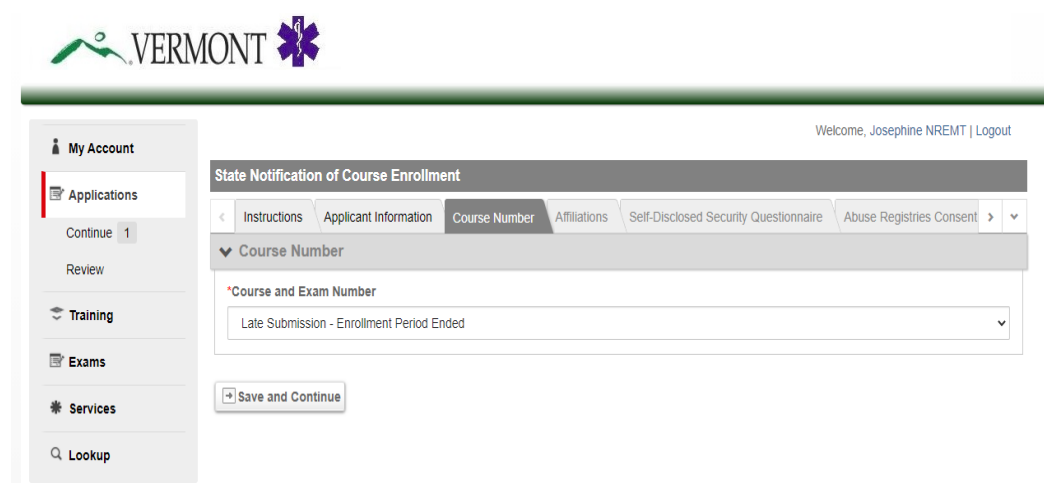 VERMONT
Welcome, Josephine NREMT | Logout
My Account
Applications
Continue 1
Review
Training
Exams
Services
Lookup
State Notification of Course Enrollment
Instructions Applicant Information Course Number Affiliations Self-Disclosed Security Questionnaire Abuse Registries Consent
Course Number
*Course and Exam Number
Late Submission - Enrollment Period Ended
Save and Continue